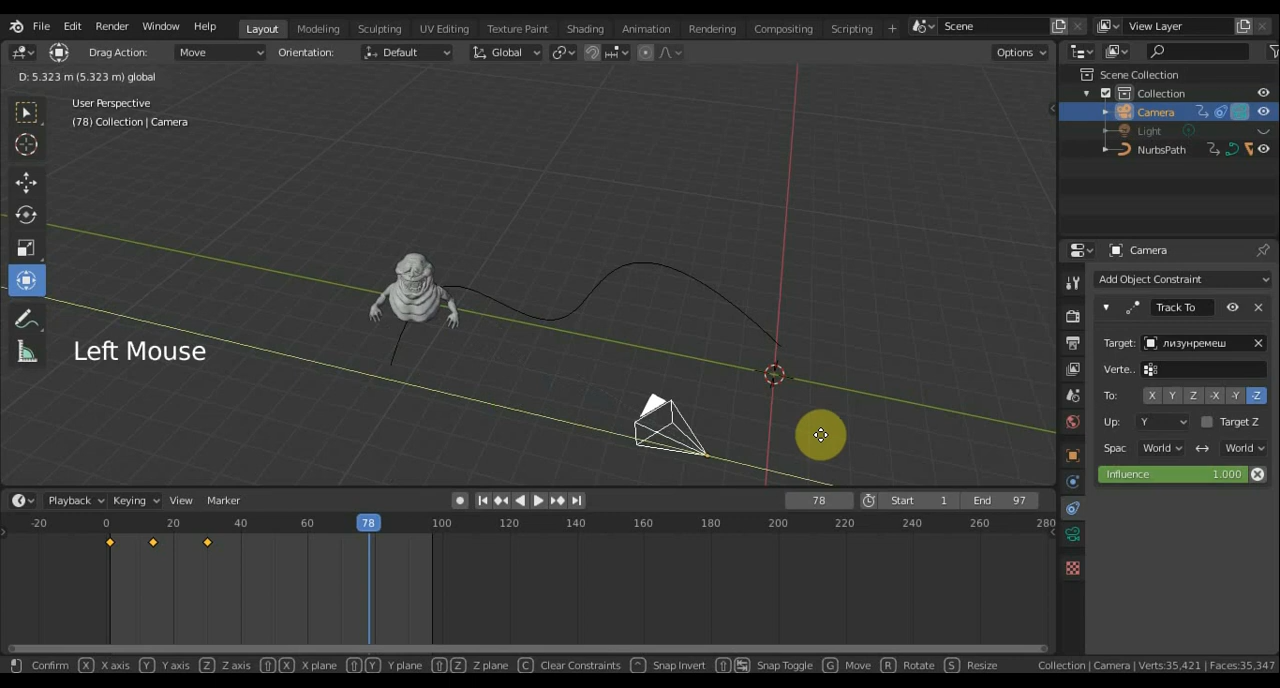 File Edit Render Window Help Layout Modeling Sculpting UV Editing Texture Paint Shading Animation Rendering Compositing Scripting + Scene View Layer
Drag Action: Move Orientation: Default Global Options
D: 5.323 m (5.323 m) global
User Perspective
(78) Collection | Camera
Left Mouse
Scene Collection
Collection
Camera
Light
NurbsPath
Camera
Add Object Constraint
Track To
Target: лизунремеш
Verte..
To: X Y Z -X -Y -Z
Up: Y Target Z
Spac World World
Influence 1.000
Playback Keying View Marker 78 Start 1 End 97
-20 0 20 40 60 78 100 120 140 160 180 200 220 240 260 280
Confirm X X axis Y Y axis Z Z axis X X plane Y Y plane Z Z plane C Clear Constraints ^ Snap Invert Snap Toggle G Move R Rotate S Resize Collection | Camera | Verts:35,421 | Faces:35,347